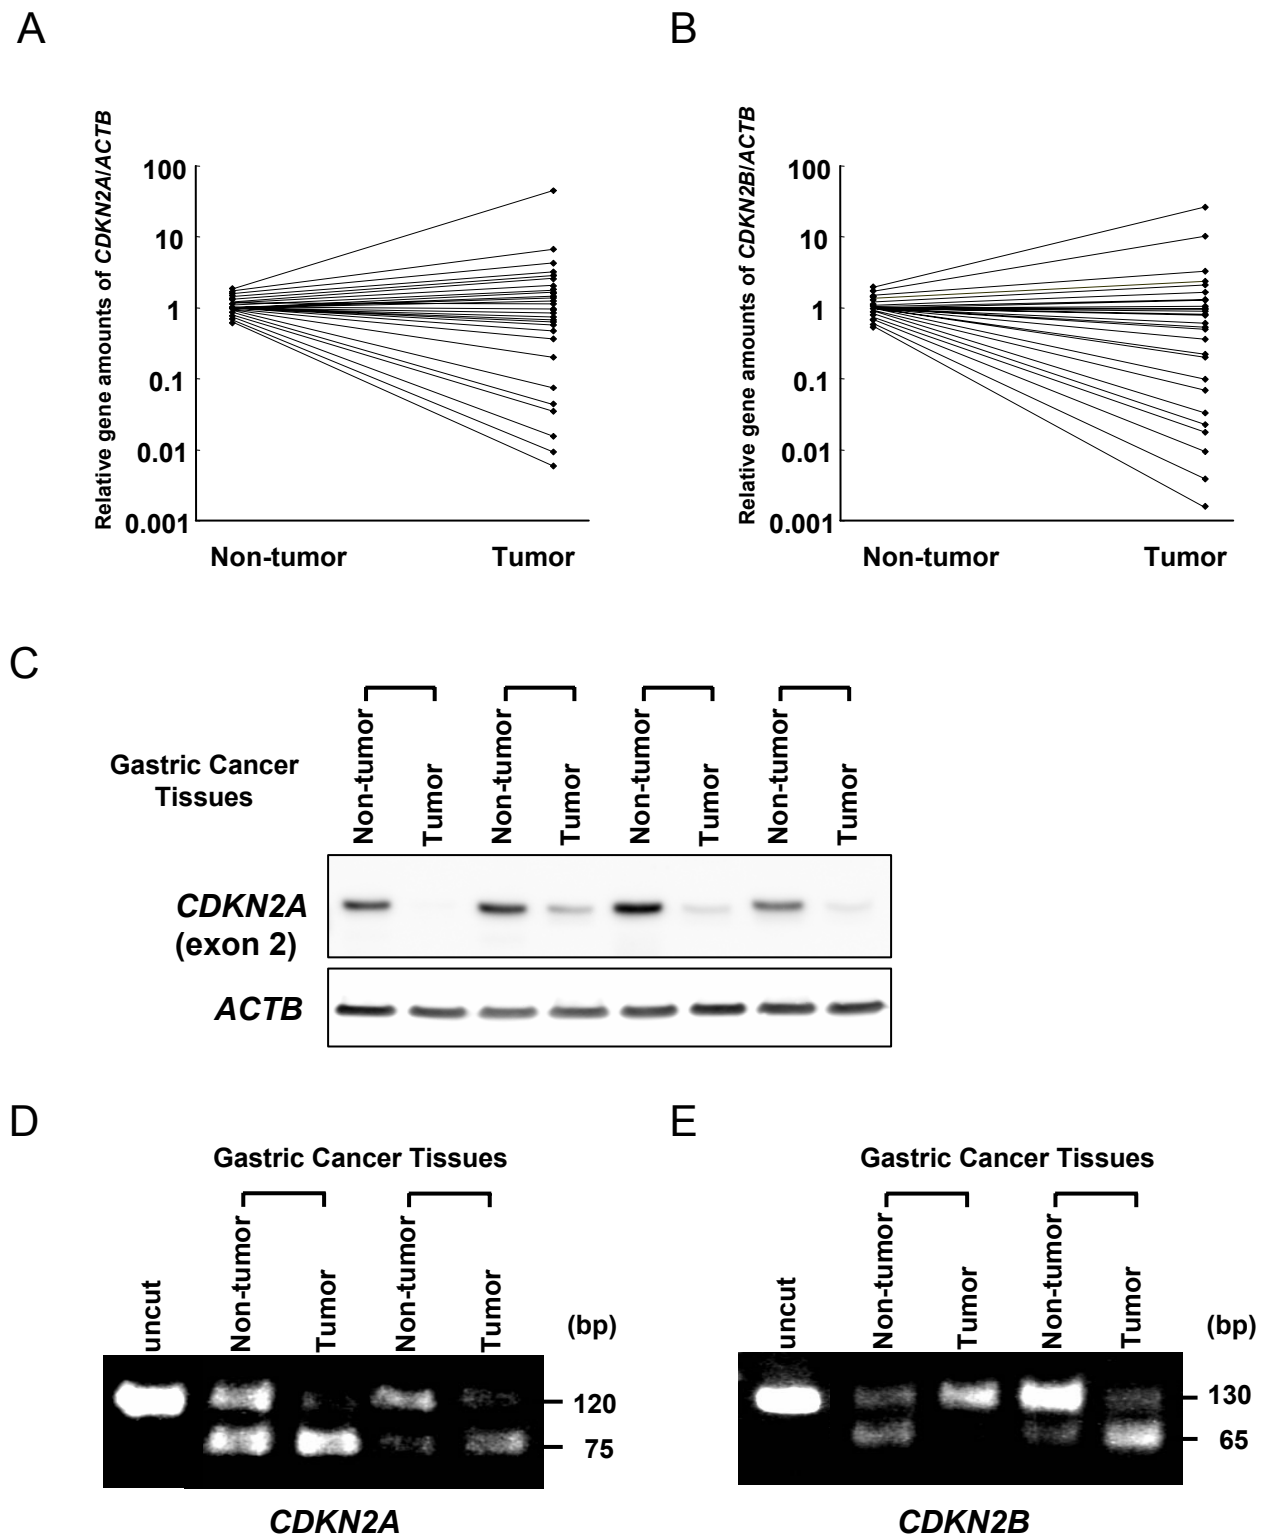 A
B
Relative gene amounts of CDKN2A/ACTB
100
10
1
0.1
0.01
0.001
Non-tumor
Tumor
Relative gene amounts of CDKN2B/ACTB
100
10
1
0.1
0.01
0.001
Non-tumor
Tumor
C
Gastric Cancer
Tissues
Non-tumor
Tumor
Non-tumor
Tumor
Non-tumor
Tumor
Non-tumor
Tumor
CDKN2A
(exon 2)
ACTB
D
Gastric Cancer Tissues
uncut
Non-tumor
Tumor
Non-tumor
Tumor
(bp)
120
75
CDKN2A
E
Gastric Cancer Tissues
uncut
Non-tumor
Tumor
Non-tumor
Tumor
(bp)
130
65
CDKN2B